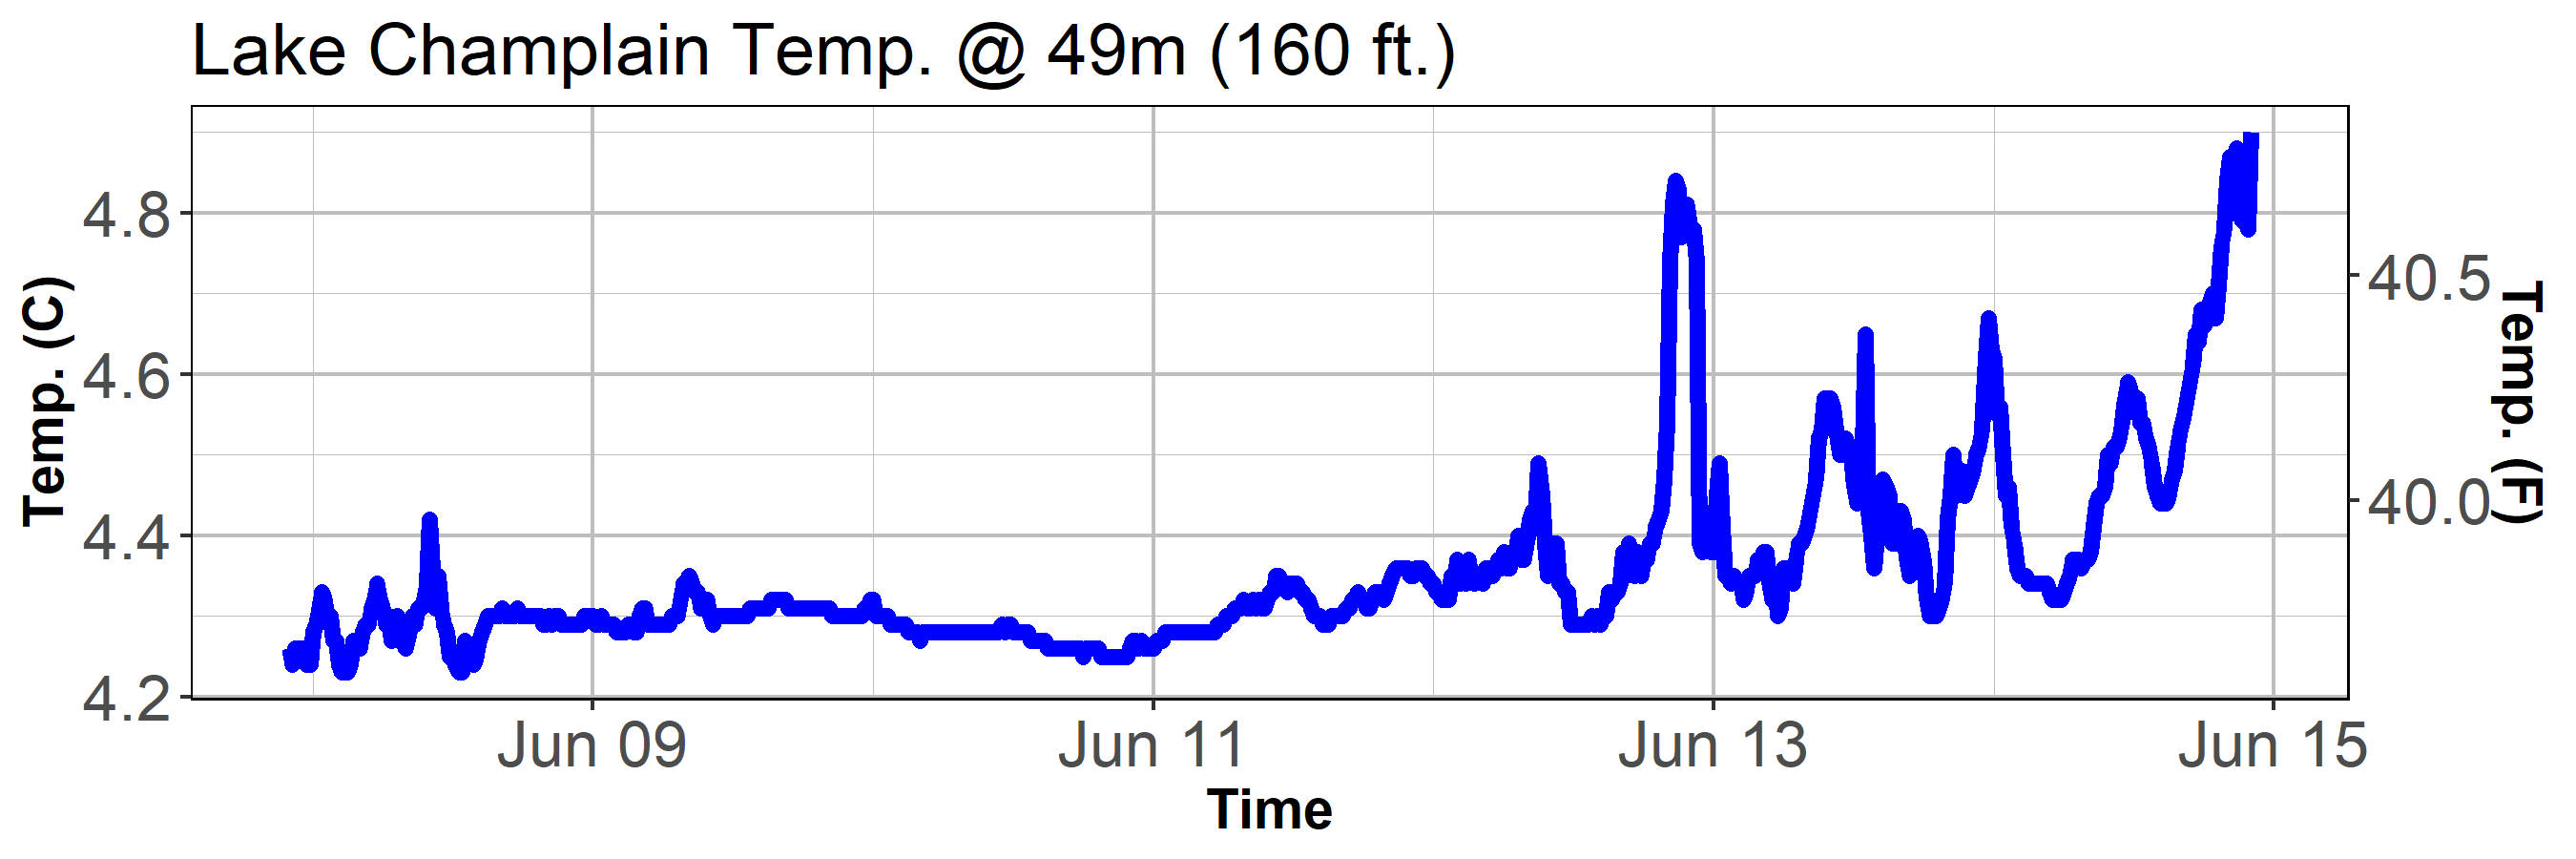 Lake Champlain Temp. @ 49m (160 ft.)
Temp. (C)
4.8
4.6
4.4
4.2
40.5
40.0
Temp. (F)
Jun 09 Jun 11 Jun 13 Jun 15
Time